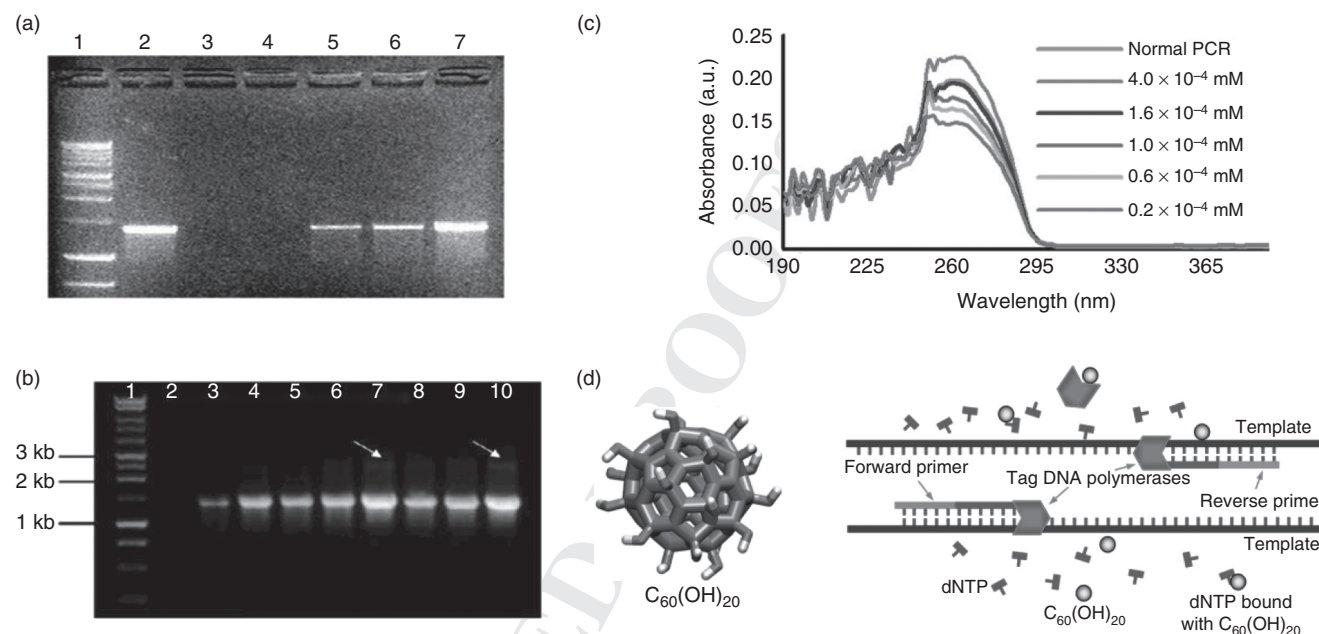 (a)
1 2 3 4 5 6 7
(b)
1 2 3 4 5 6 7 8 9 10
3 kb
2 kb
1 kb
(c)
Absorbance (a.u.)
0.25
0.20
0.15
0.10
0.05
0.00
190 225 260 295 330 365
Wavelength (nm)
Normal PCR
4.0 × 10⁻⁴ mM
1.6 × 10⁻⁴ mM
1.0 × 10⁻⁴ mM
0.6 × 10⁻⁴ mM
0.2 × 10⁻⁴ mM
(d)
C₆₀(OH)₂₀
Template
Forward primer
Tag DNA polymerases
Reverse primer
Template
dNTP
C₆₀(OH)₂₀
dNTP bound
with C₆₀(OH)₂₀